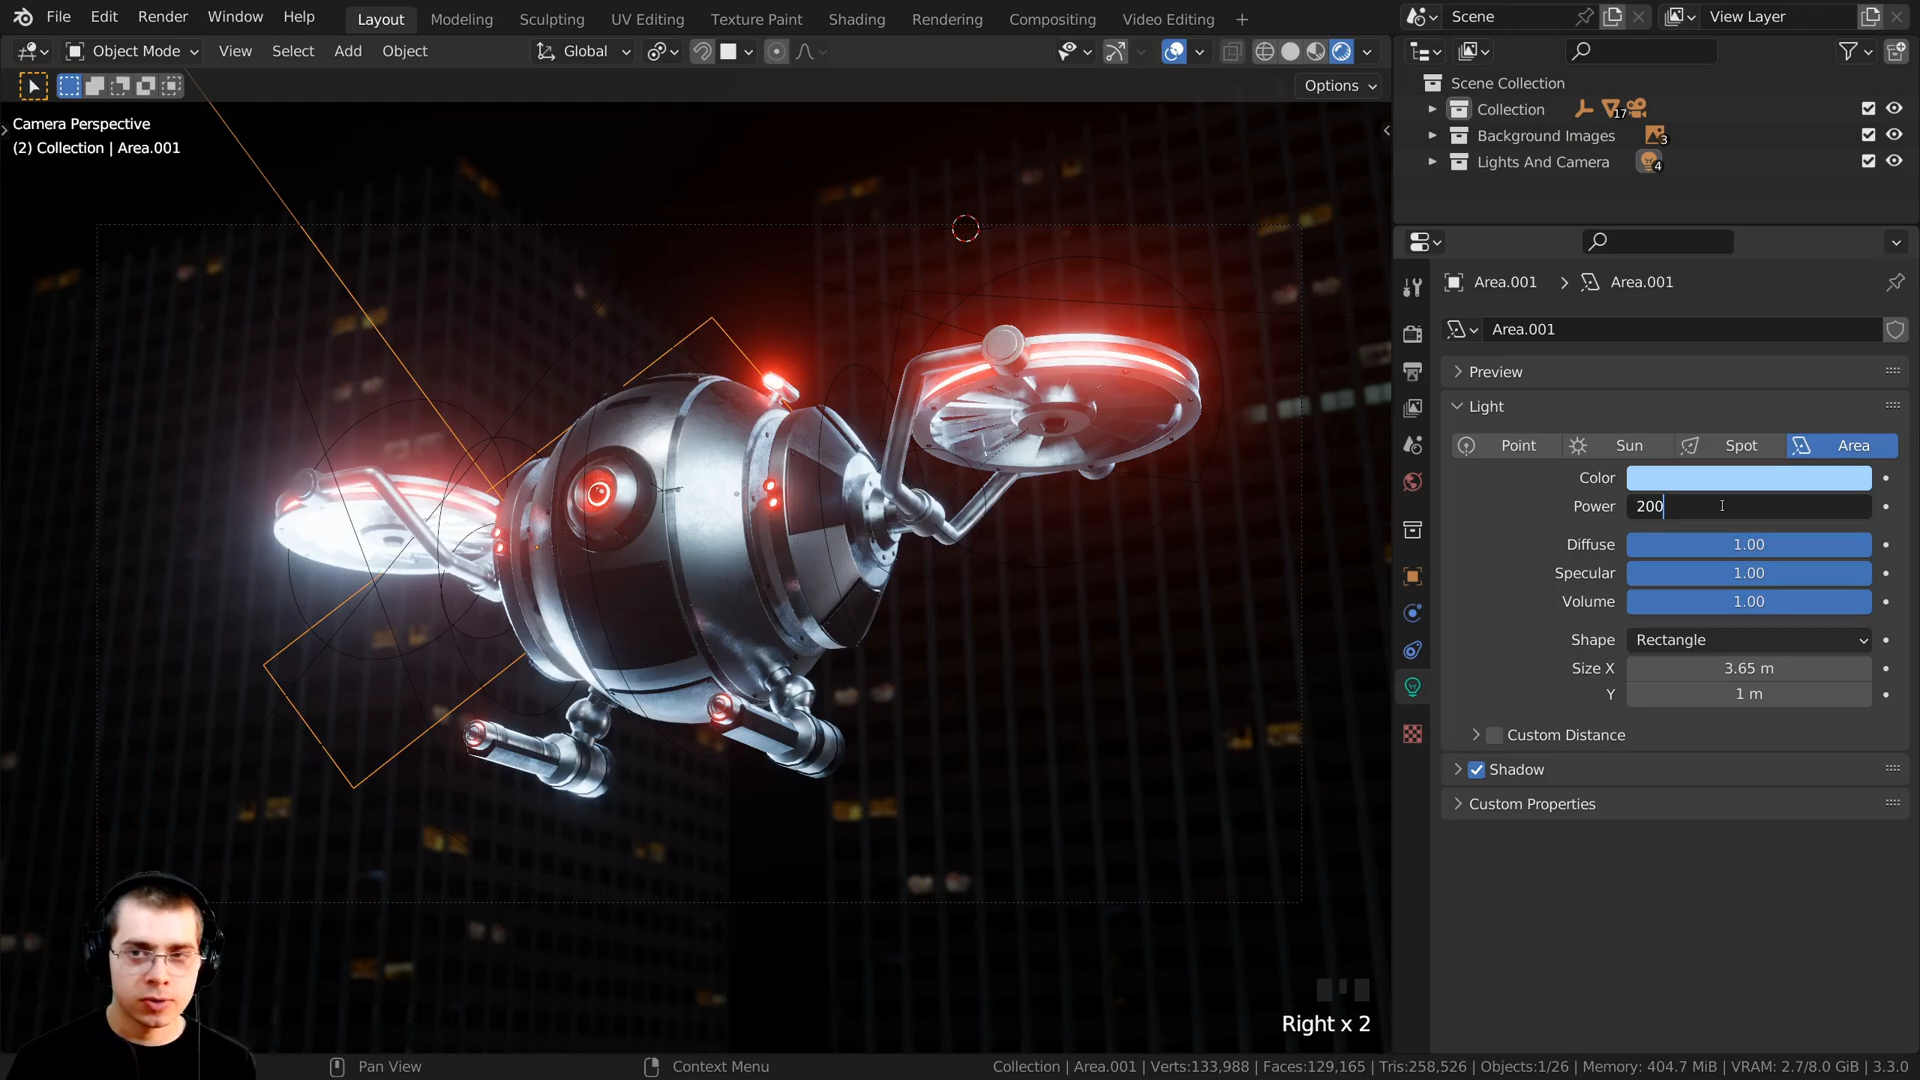 File Edit Render Window Help Layout Modeling Sculpting UV Editing Texture Paint Shading Rendering Compositing Video Editing + Scene View Layer
Object Mode View Select Add Object Global
Options
Camera Perspective
(2) Collection | Area.001
Scene Collection
Collection 17
Background Images 3
Lights And Camera 4
Area.001 Area.001
Area.001
Preview
Light
Point Sun Spot Area
Color
Power 200
Diffuse 1.00
Specular 1.00
Volume 1.00
Shape Rectangle
Size X 3.65 m
Y 1 m
Custom Distance
Shadow
Custom Properties
Right x 2
Pan View Context Menu Collection | Area.001 | Verts:133,988 | Faces:129,165 | Tris:258,526 | Objects:1/26 | Memory: 404.7 MiB | VRAM: 2.7/8.0 GiB | 3.3.0